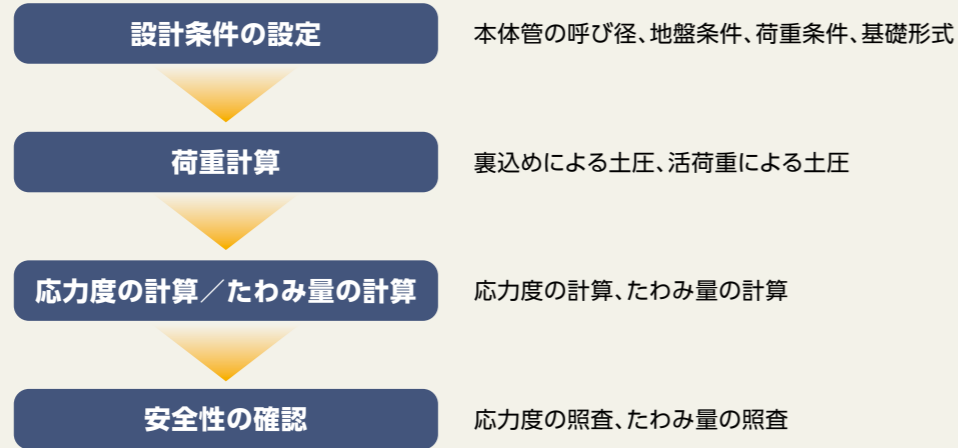 設計条件の設定
本体管の呼び径、地盤条件、荷重条件、基礎形式
荷重計算
裏込めによる土圧、活荷重による土圧
応力度の計算／たわみ量の計算
応力度の計算、たわみ量の計算
安全性の確認
応力度の照査、たわみ量の照査